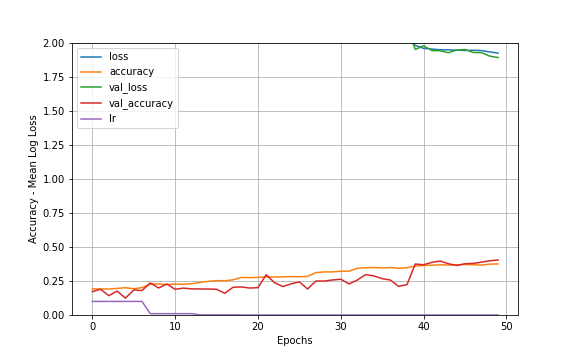 2.00
1.75
1.50
1.25
1.00
0.75
0.50
0.25
0.00
Accuracy - Mean Log Loss
loss
accuracy
val_loss
val_accuracy
lr
0 10 20 30 40 50
Epochs